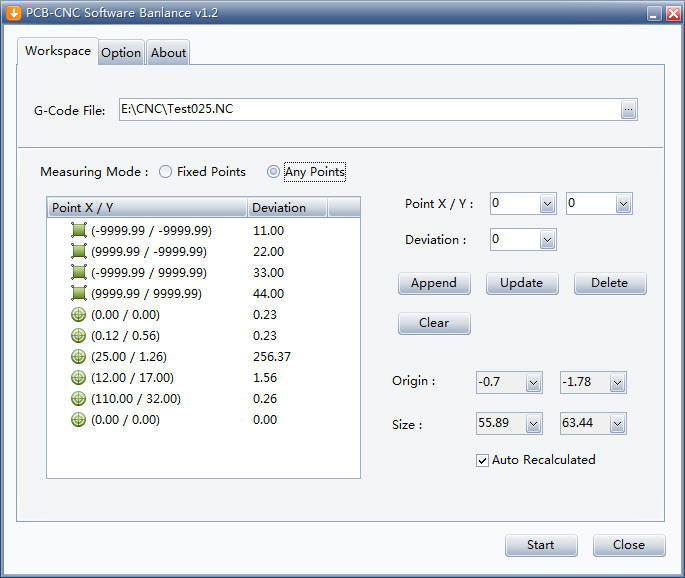 PCB-CNC Software Banlance v1.2
Workspace Option About
G-Code File: E:\CNC\Test025.NC ...
Measuring Mode : Fixed Points Any Points
Point X / Y Deviation
(-9999.99 / -9999.99) 11.00
(9999.99 / -9999.99) 22.00
(-9999.99 / 9999.99) 33.00
(9999.99 / 9999.99) 44.00
(0.00 / 0.00) 0.23
(0.12 / 0.56) 0.23
(25.00 / 1.26) 256.37
(12.00 / 17.00) 1.56
(110.00 / 32.00) 0.26
(0.00 / 0.00) 0.00
Point X / Y : 0 0
Deviation : 0
Append Update Delete
Clear
Origin : -0.7 -1.78
Size : 55.89 63.44
Auto Recalculated
Start Close